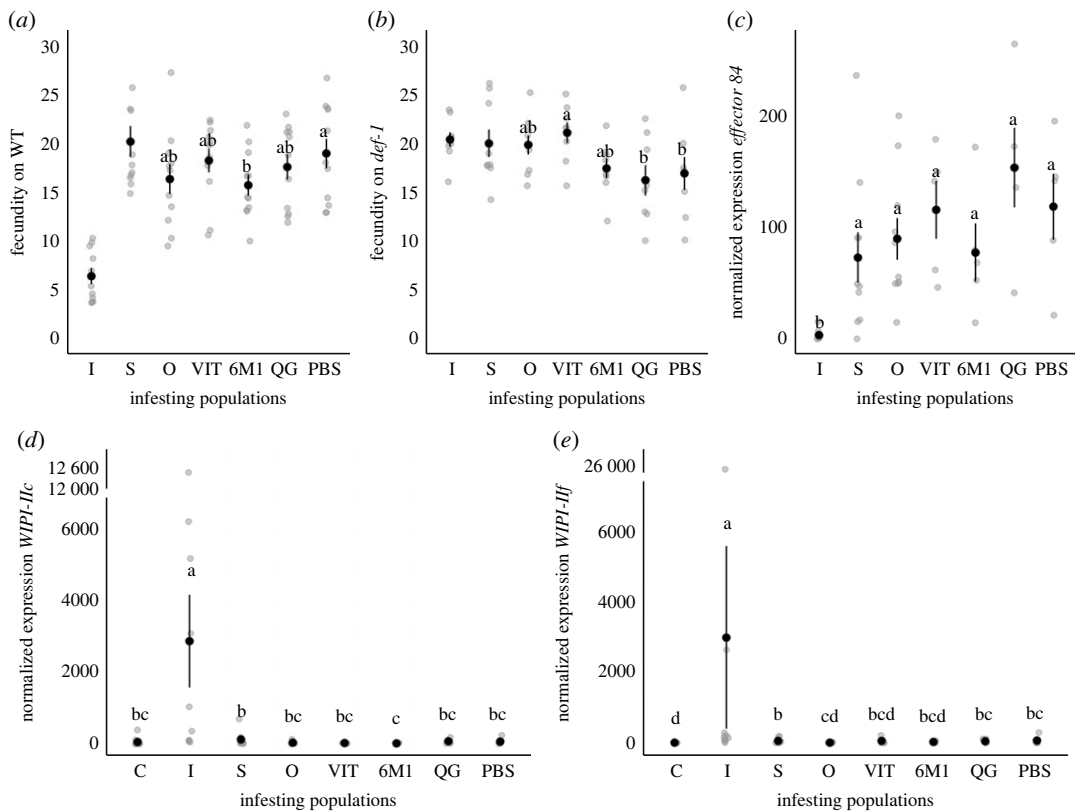 (a)
30
25
20
15
10
5
0
fecundity on WT
ab
ab
b
ab
a
I S O VIT 6M1 QG PBS
infesting populations
(b)
30
25
20
15
10
5
0
fecundity on def-1
ab
a
ab
b
b
I S O VIT 6M1 QG PBS
infesting populations
(c)
200
100
0
normalized expression effector 84
b
a
a
a
a
a
a
I S O VIT 6M1 QG PBS
infesting populations
(d)
12 600
12 000
6000
4000
2000
0
normalized expression WIPI-IIc
bc
a
b
bc
bc
c
bc
bc
C I S O VIT 6M1 QG PBS
infesting populations
(e)
26 000
6000
4000
2000
0
normalized expression WIPI-IIf
d
a
b
cd
bcd
bcd
bc
bc
C I S O VIT 6M1 QG PBS
infesting populations